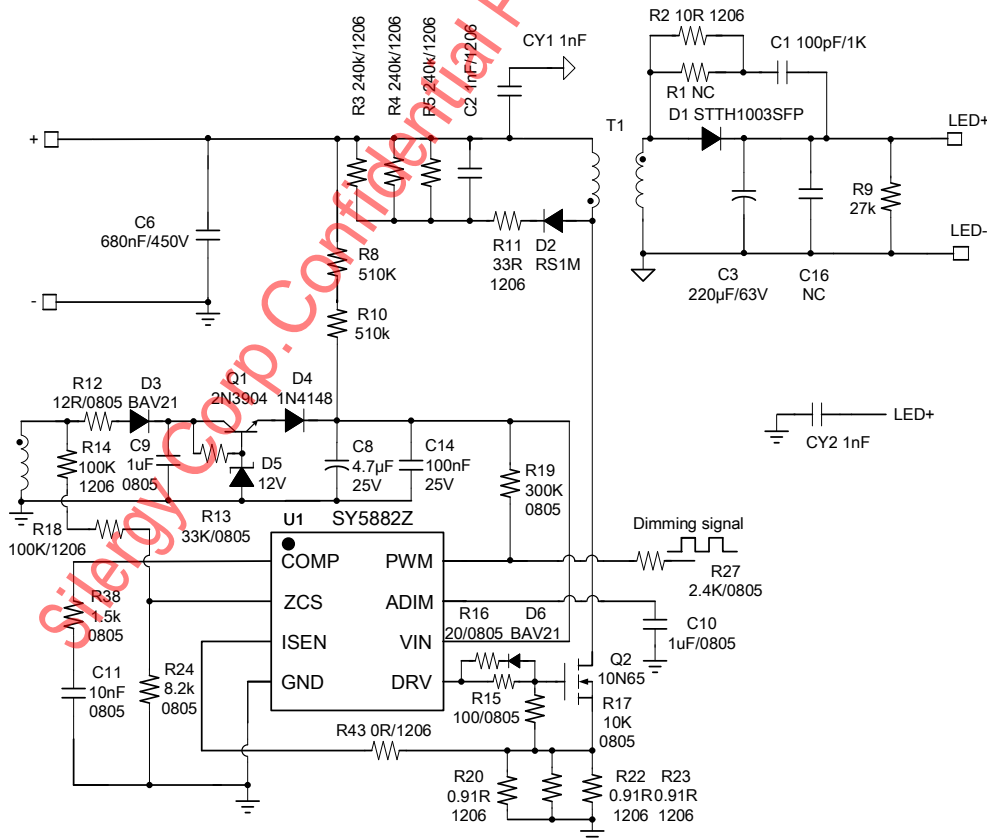 R2 10R 1206
C1 100pF/1K
R1 NC
D1 STTH1003SFP
CY1 1nF
R3 240k/1206
R4 240k/1206
R5 240k/1206
C2 1nF/1206
T1
LED+
+
R9
27k
C6
680nF/450V
R11
33R
1206
D2
RS1M
LED-
R8
510K
C3
220µF/63V
C16
NC
-
R10
510k
R12
12R/0805
D3
BAV21
Q1
2N3904
D4
1N4148
LED+
CY2 1nF
R14
100K
1206
C9
1uF
0805
D5
12V
C8
4.7µF
25V
C14
100nF
25V
R19
300K
0805
R18
100K/1206
R13
33K/0805
U1
SY5882Z
Dimming signal
R27
2.4K/0805
COMP
PWM
ZCS
ADIM
ISEN
VIN
GND
DRV
R38
1.5k
0805
R16
20/0805
D6
BAV21
C10
1uF/0805
C11
10nF
0805
R24
8.2k
0805
R15
100/0805
Q2
10N65
R17
10K
0805
R43 0R/1206
R20
0.91R
1206
R22
0.91R
1206
R23
0.91R
1206
Silergy Corp. Confidential